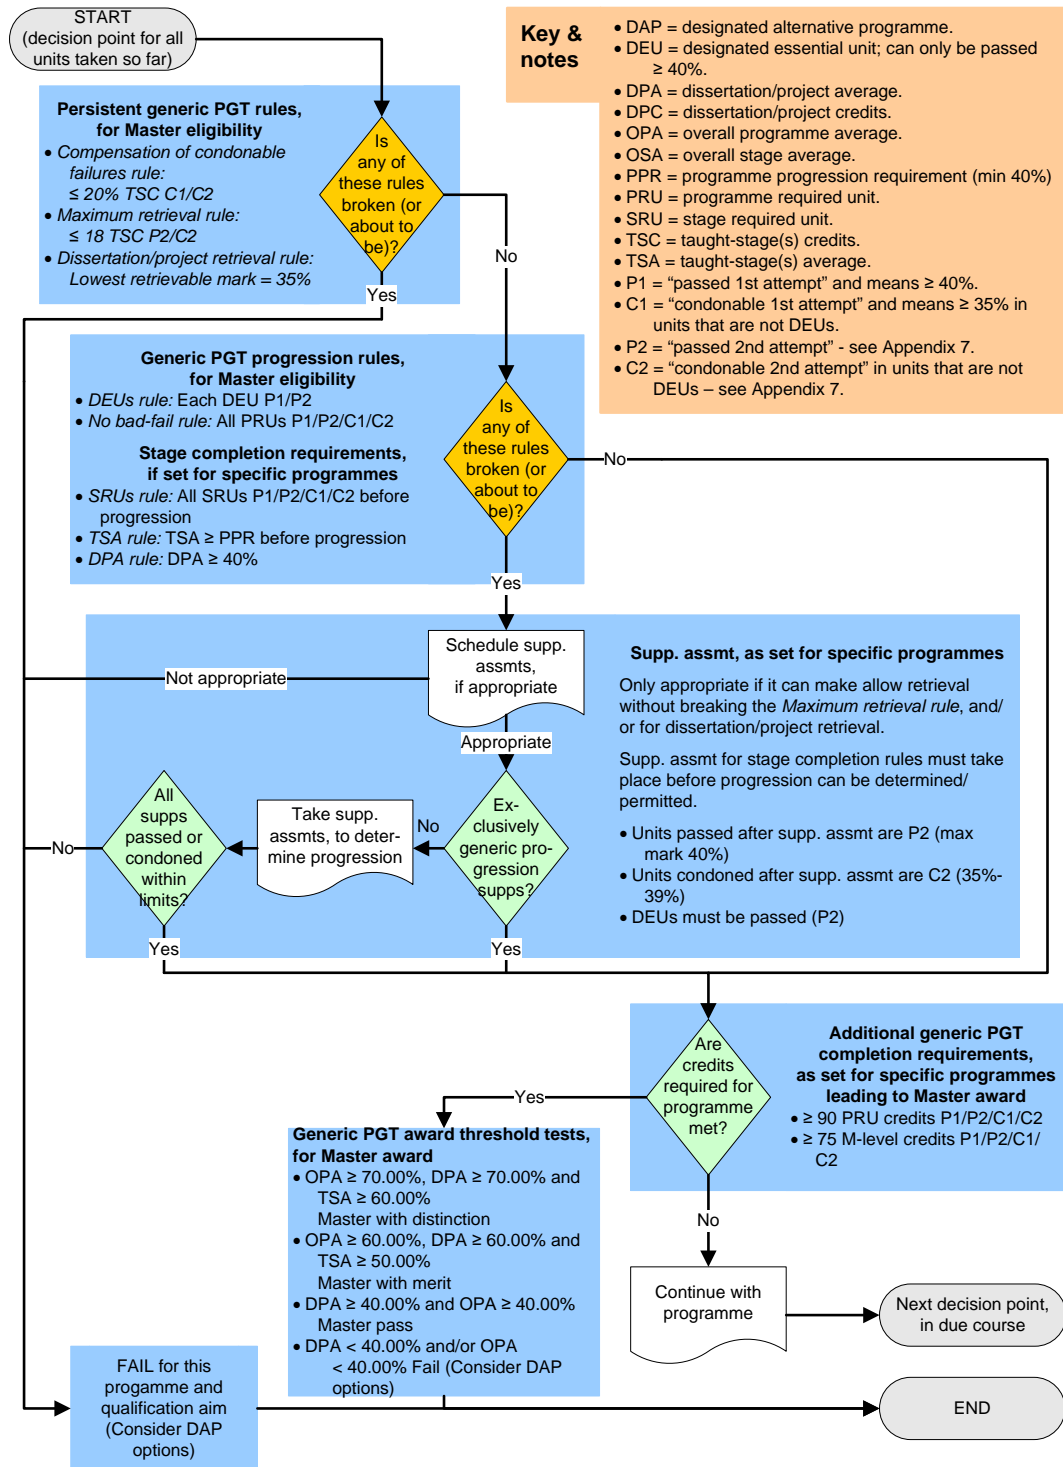 START
(decision point for all
units taken so far)
Key &
notes
• DAP = designated alternative programme.
• DEU = designated essential unit; can only be passed
≥ 40%.
• DPA = dissertation/project average.
• DPC = dissertation/project credits.
• OPA = overall programme average.
• OSA = overall stage average.
• PPR = programme progression requirement (min 40%)
• PRU = programme required unit.
• SRU = stage required unit.
• TSC = taught-stage(s) credits.
• TSA = taught-stage(s) average.
• P1 = “passed 1st attempt” and means ≥ 40%.
• C1 = “condonable 1st attempt” and means ≥ 35% in
units that are not DEUs.
• P2 = “passed 2nd attempt” - see Appendix 7.
• C2 = “condonable 2nd attempt” in units that are not
DEUs – see Appendix 7.
Persistent generic PGT rules,
for Master eligibility
• Compensation of condonable
failures rule:
≤ 20% TSC C1/C2
• Maximum retrieval rule:
≤ 18 TSC P2/C2
• Dissertation/project retrieval rule:
Lowest retrievable mark = 35%
Is
any of
these rules
broken (or
about to
be)?
No
Yes
Generic PGT progression rules,
for Master eligibility
• DEUs rule: Each DEU P1/P2
• No bad-fail rule: All PRUs P1/P2/C1/C2
Stage completion requirements,
if set for specific programmes
• SRUs rule: All SRUs P1/P2/C1/C2 before
progression
• TSA rule: TSA ≥ PPR before progression
• DPA rule: DPA ≥ 40%
Is
any of
these rules
broken (or
about to
be)?
No
Yes
Schedule supp.
assmts,
if appropriate
Not appropriate
Appropriate
Supp. assmt, as set for specific programmes
Only appropriate if it can make allow retrieval
without breaking the Maximum retrieval rule, and/
or for dissertation/project retrieval.
Supp. assmt for stage completion rules must take
place before progression can be determined/
permitted.
• Units passed after supp. assmt are P2 (max
mark 40%)
• Units condoned after supp. assmt are C2 (35%-
39%)
• DEUs must be passed (P2)
Ex-
clusively
generic pro-
gression
supps?
No
Take supp.
assmts, to deter-
mine progression
All
supps
passed or
condoned
within
limits?
No
Yes
Yes
Are
credits
required for
programme
met?
Additional generic PGT
completion requirements,
as set for specific programmes
leading to Master award
• ≥ 90 PRU credits P1/P2/C1/C2
• ≥ 75 M-level credits P1/P2/C1/
C2
Yes
No
Generic PGT award threshold tests,
for Master award
• OPA ≥ 70.00%, DPA ≥ 70.00% and
TSA ≥ 60.00%
Master with distinction
• OPA ≥ 60.00%, DPA ≥ 60.00% and
TSA ≥ 50.00%
Master with merit
• DPA ≥ 40.00% and OPA ≥ 40.00%
Master pass
• DPA < 40.00% and/or OPA
< 40.00% Fail (Consider DAP
options)
Continue with
programme
Next decision point,
in due course
FAIL for this
progamme and
qualification aim
(Consider DAP
options)
END